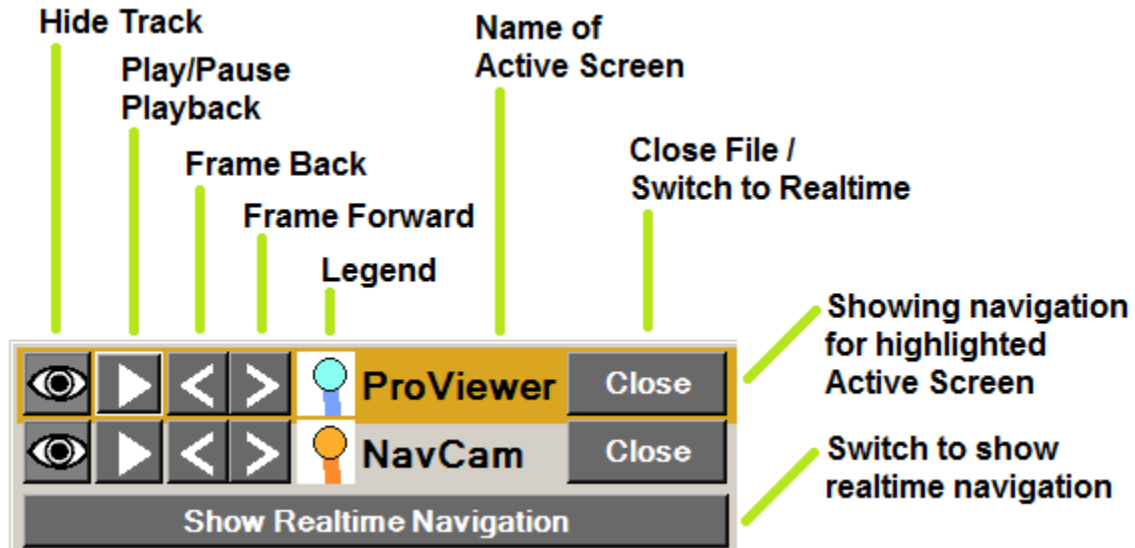 Hide Track
Play/Pause
Playback
Frame Back
Frame Forward
Legend
Name of
Active Screen
Close File /
Switch to Realtime
Showing navigation
for highlighted
Active Screen
Switch to show
realtime navigation
< > ProViewer Close
< > NavCam Close
Show Realtime Navigation